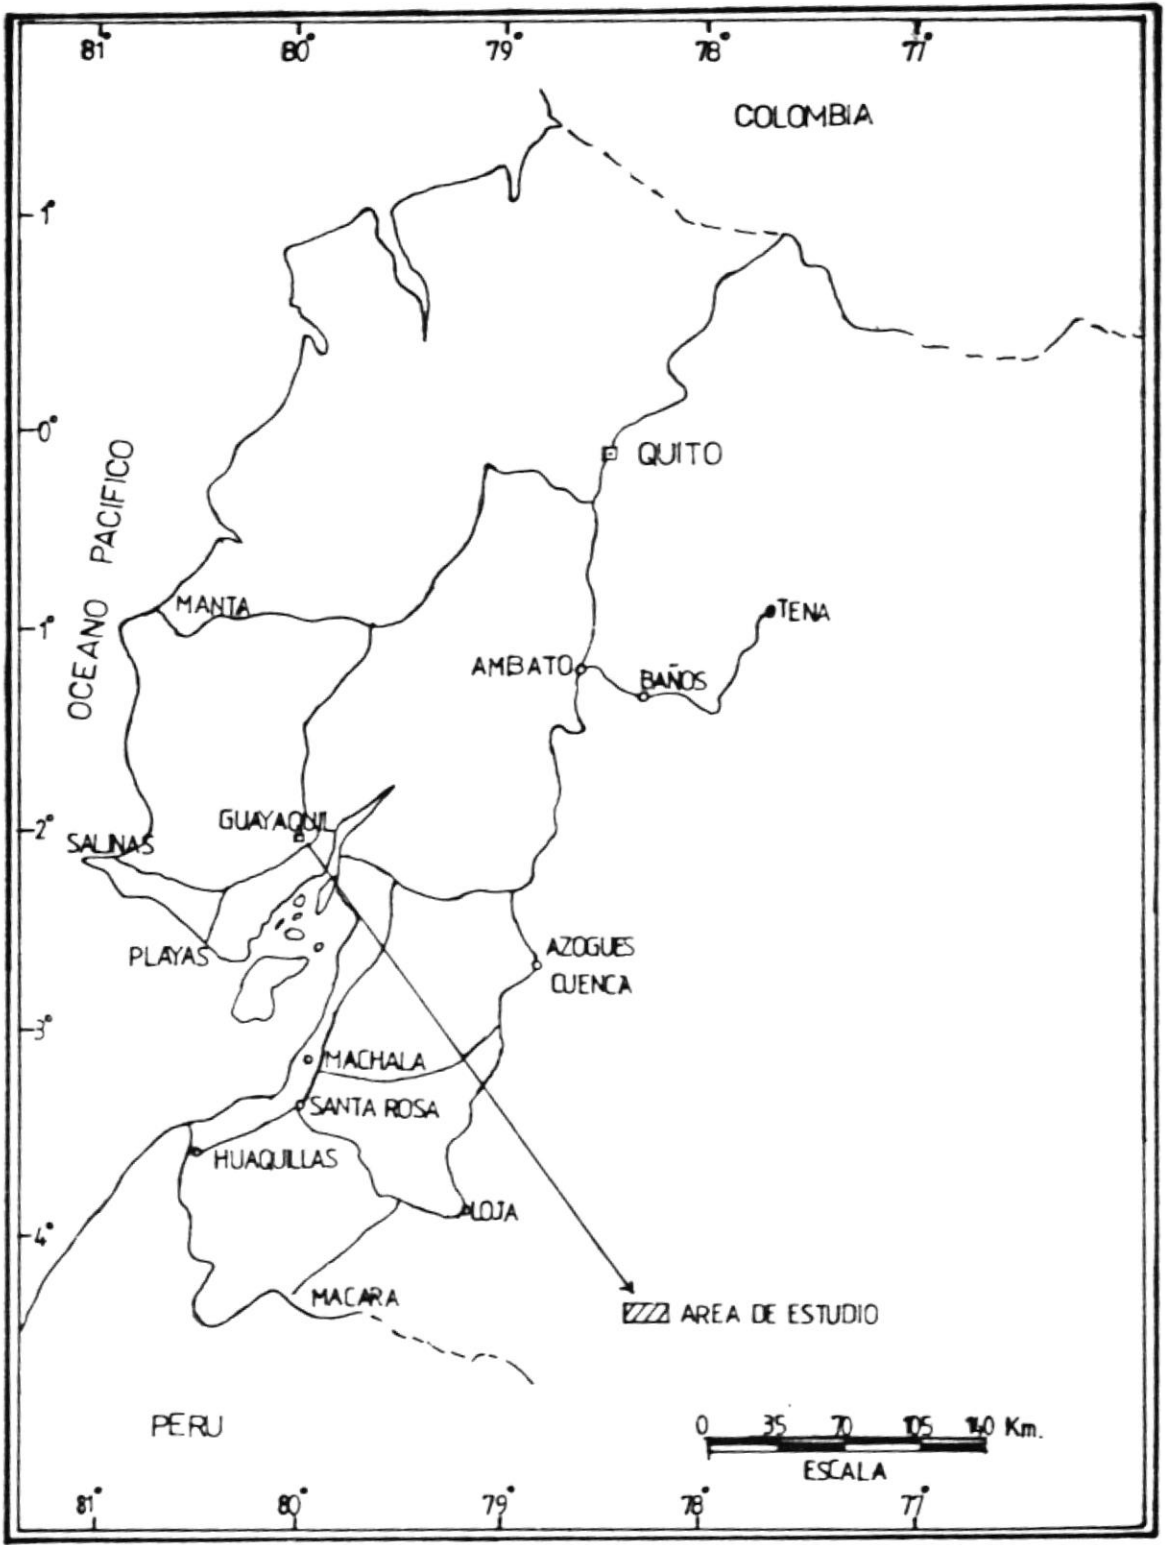 81° 80° 79° 78° 77°
COLOMBIA
1°
0°
QUITO
OCEANO PACIFICO
MANTA
TENA
1°
AMBATO
BAÑOS
GUAYAQUIL
2°
SALINAS
PLAYAS
AZOGUES
CUENCA
3°
MACHALA
SANTA ROSA
HUAQUILLAS
LOJA
4°
MACARA
AREA DE ESTUDIO
PERU
0 35 70 105 140 Km.
ESCALA
81° 80° 79° 78° 77°